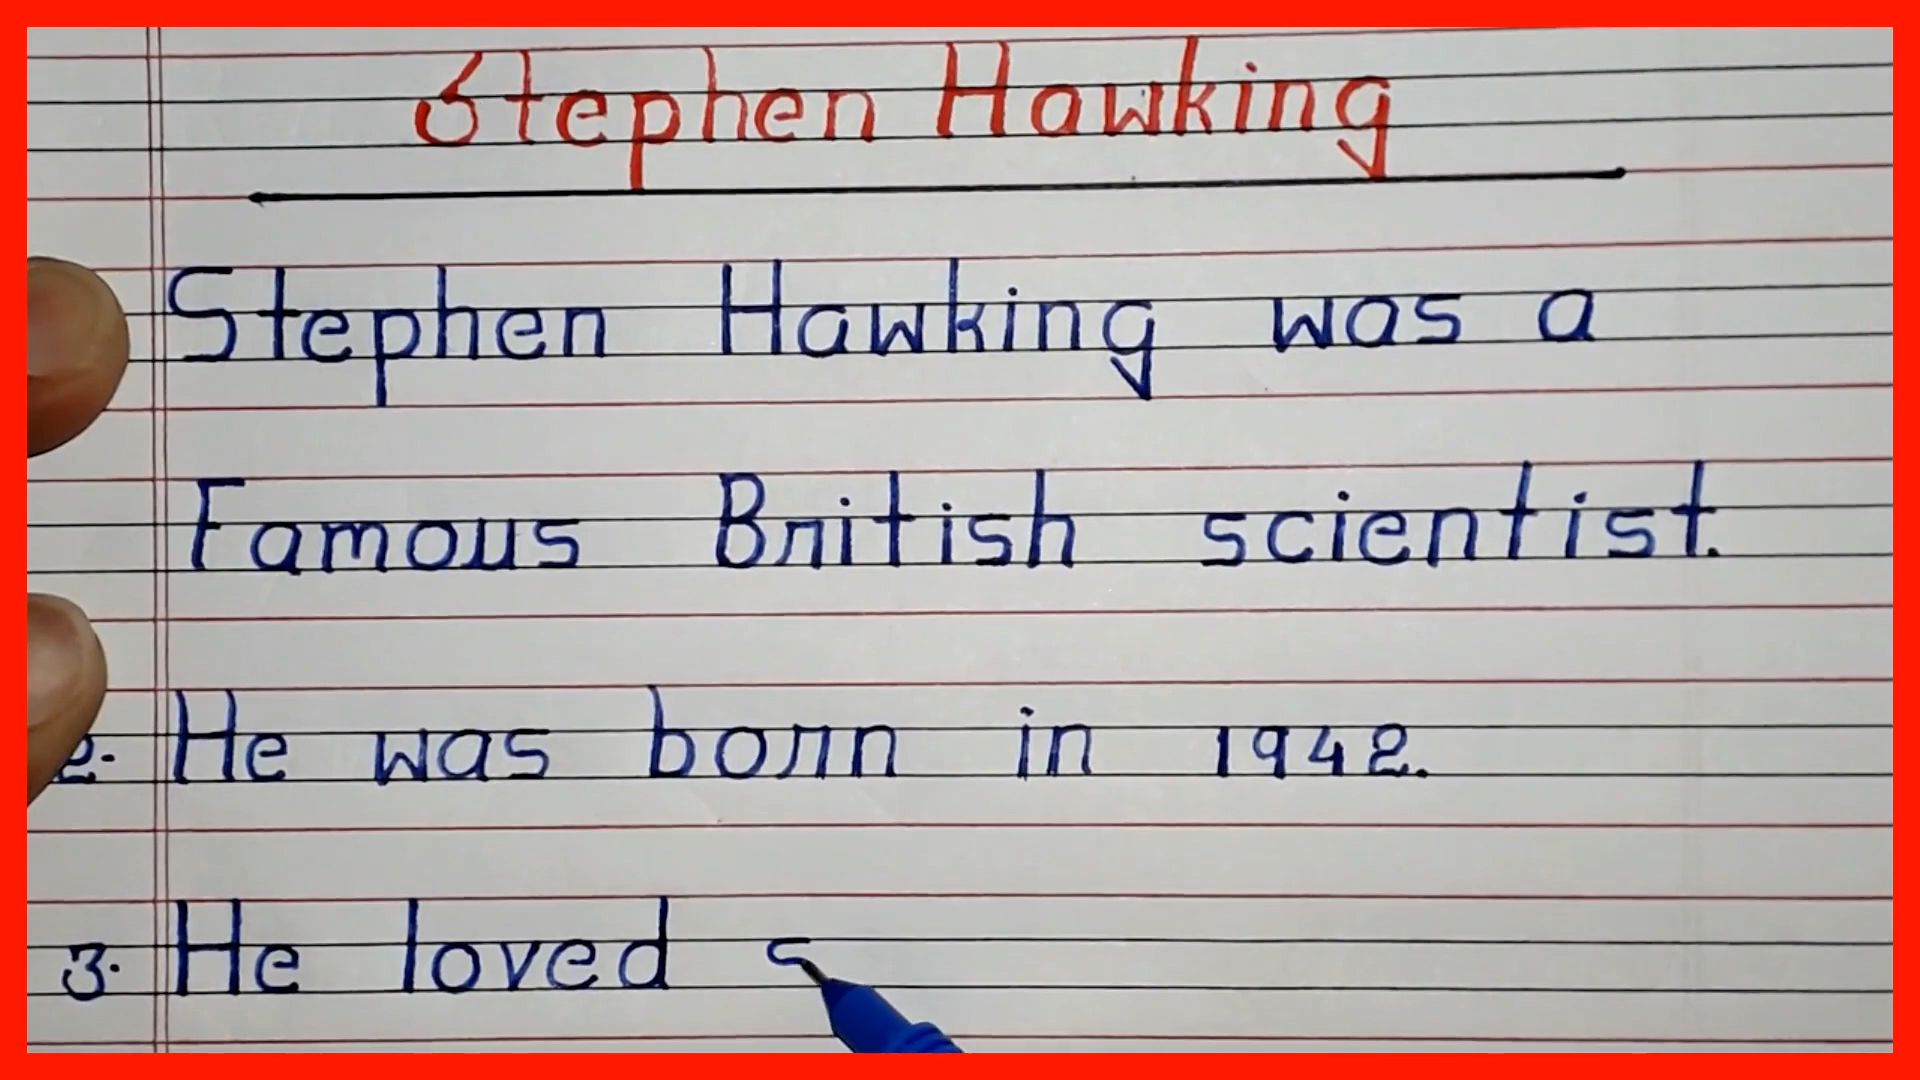 Stephen Hawking
Stephen Hawking was a
Famous British scientist.
2. He was born in 1942.
3. He loved s